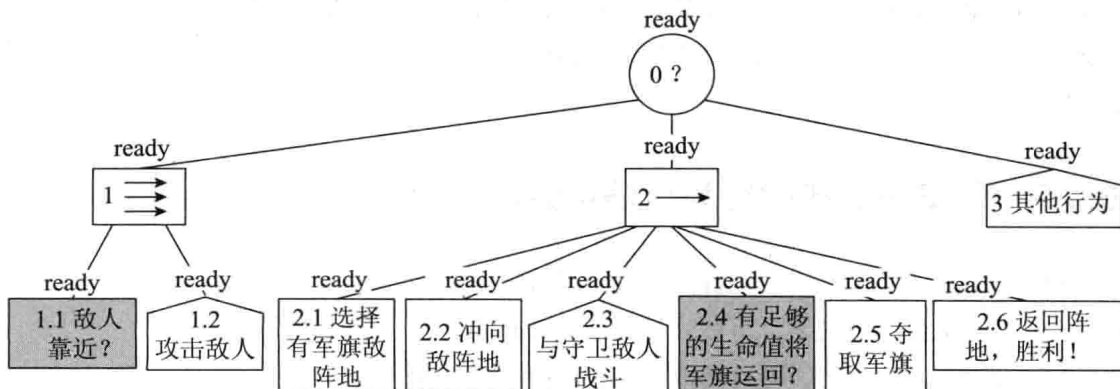 ready
0 ?
ready
ready
ready
1
2
3 其他行为
ready
ready
ready
ready
ready
ready
ready
ready
1.1 敌人
靠近？
1.2
攻击敌人
2.1 选择
有军旗敌
阵地
2.2 冲向
敌阵地
2.3
与守卫敌人
战斗
2.4 有足够
的生命值将
军旗运回？
2.5 夺
取军旗
2.6 返回阵
地，胜利！